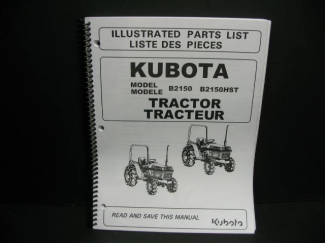 ILLUSTRATED PARTS LIST
LISTE DES PIECES
KUBOTA
MODEL
MODELE B2150 B2150HST
TRACTOR
TRACTEUR
READ AND SAVE THIS MANUAL Kubota